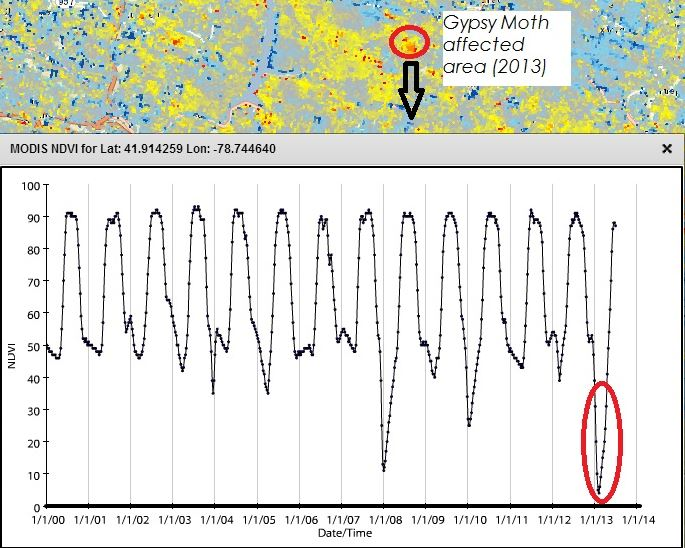 Gypsy Moth
affected
area (2013)
MODIS NDVI for Lat: 41.914259 Lon: -78.744640
×
100
90
80
70
60
50
40
30
20
10
0
NDVI
1/1/00 1/1/01 1/1/02 1/1/03 1/1/04 1/1/05 1/1/06 1/1/07 1/1/08 1/1/09 1/1/10 1/1/11 1/1/12 1/1/13 1/1/14
Date/Time